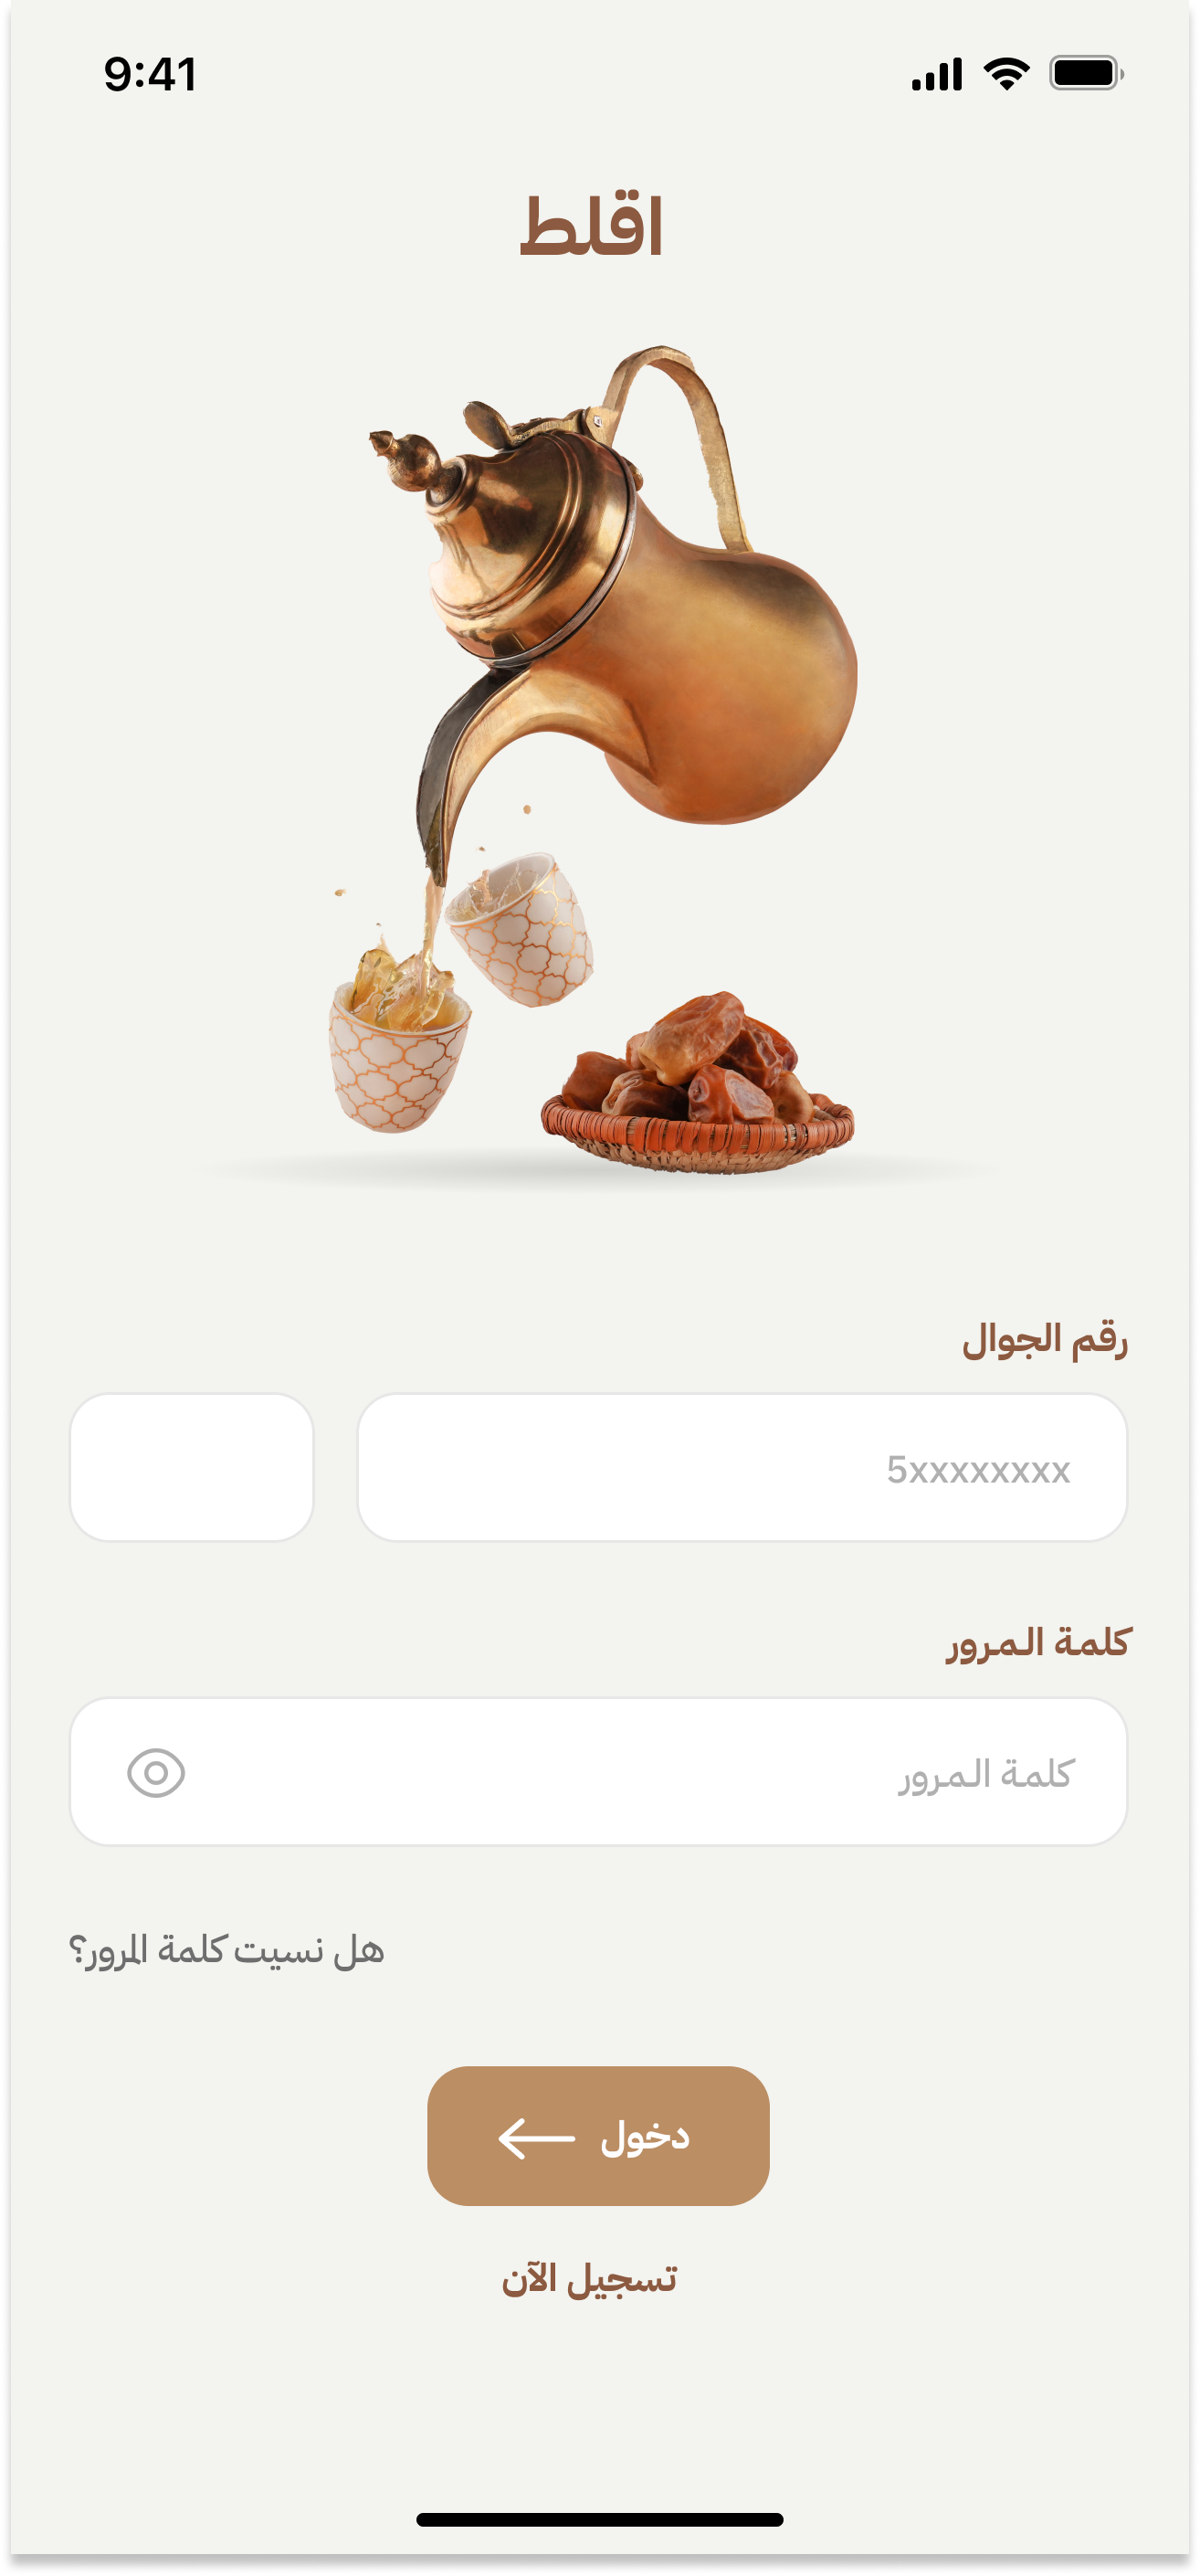 9:41
اقلط
رقم الجوال
5xxxxxxxx
كلمة المرور
كلمة المرور
هل نسيت كلمة المرور؟
دخول
تسجيل الآن